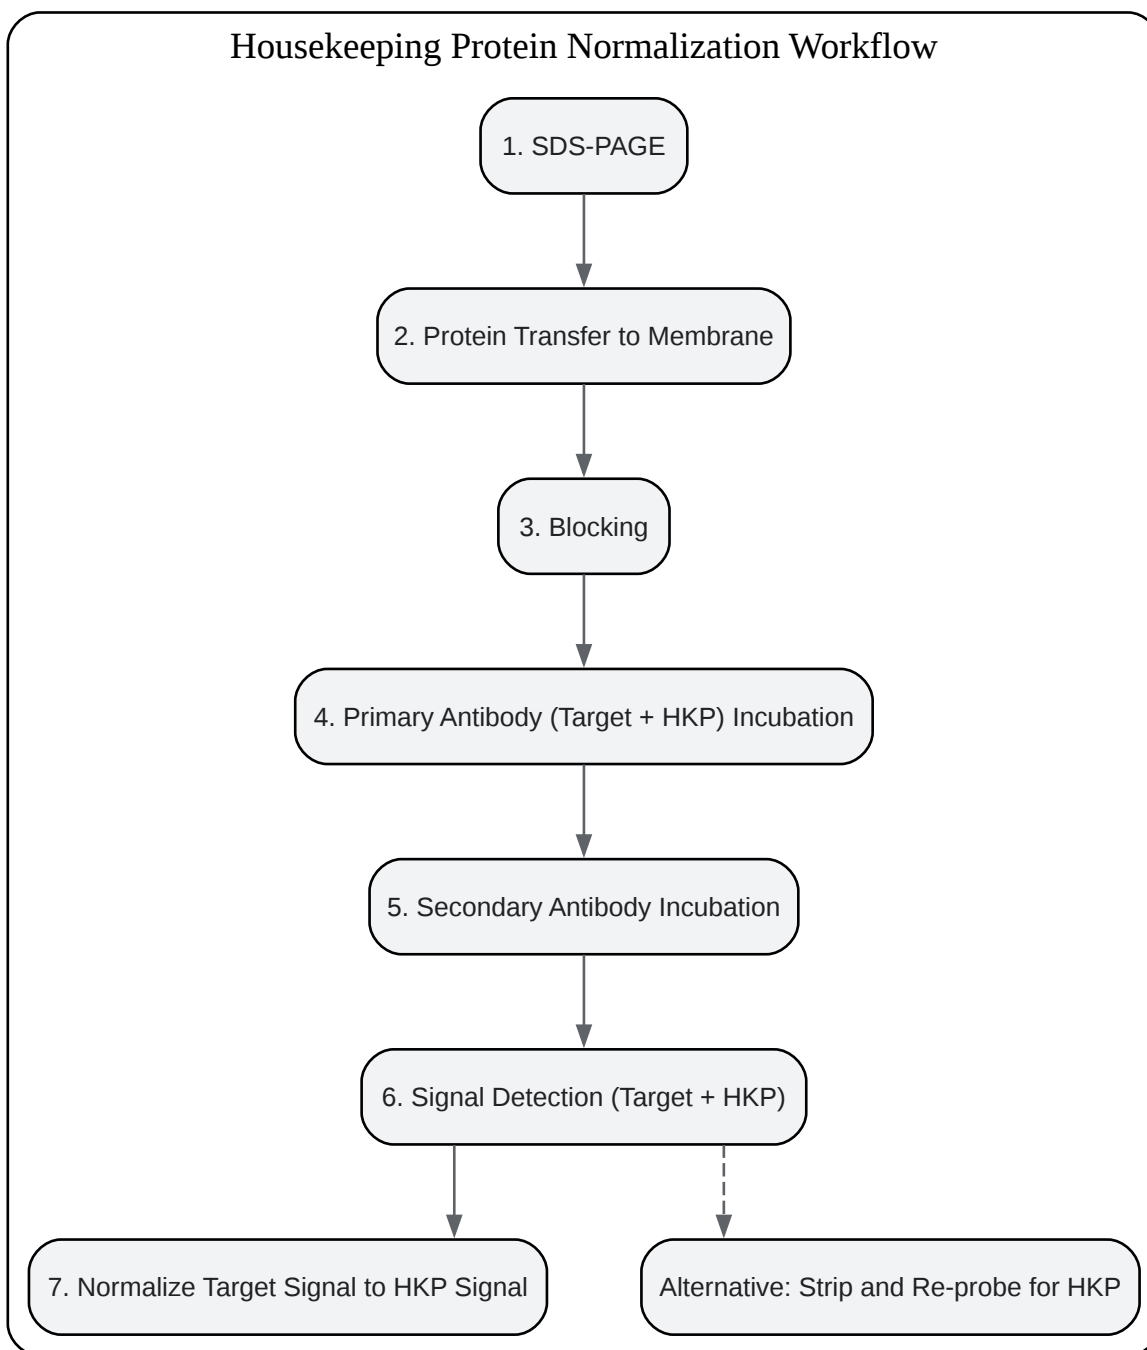 Housekeeping Protein Normalization Workflow
1. SDS-PAGE
2. Protein Transfer to Membrane
3. Blocking
4. Primary Antibody (Target + HKP) Incubation
5. Secondary Antibody Incubation
6. Signal Detection (Target + HKP)
7. Normalize Target Signal to HKP Signal
Alternative: Strip and Re-probe for HKP